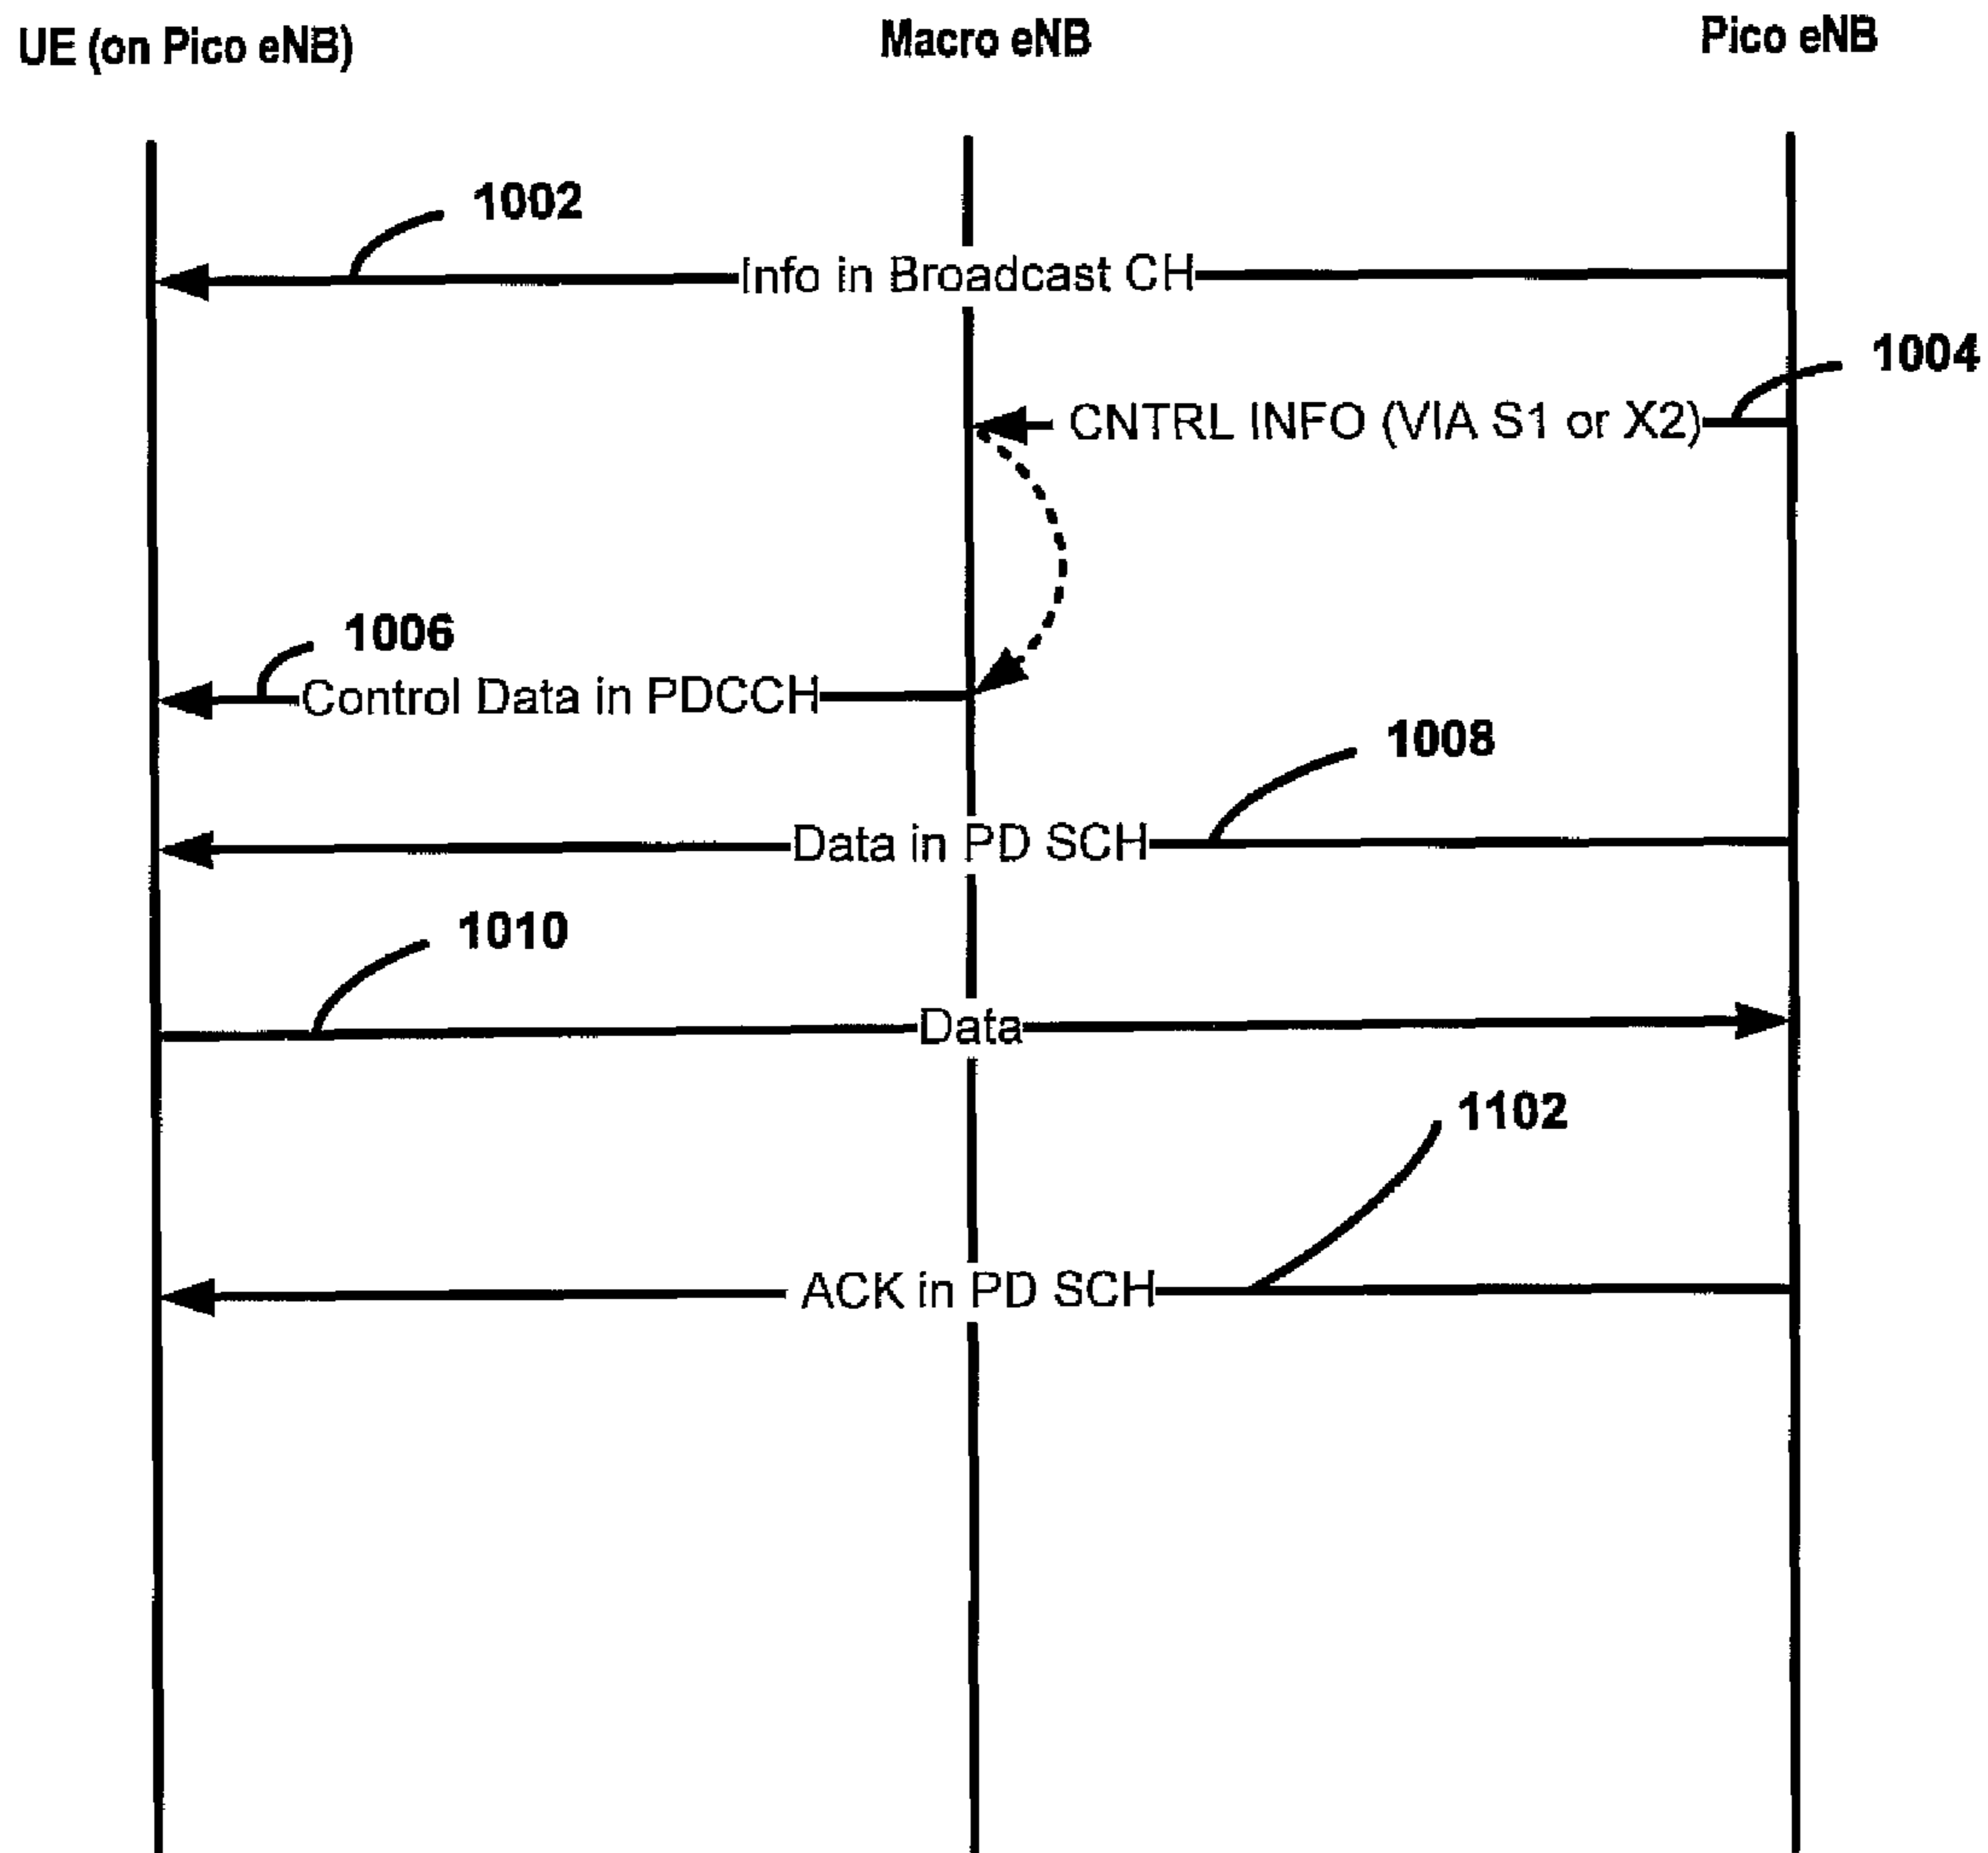 UE (on Pico eNB)
Macro eNB
Pico eNB
1002
Info in Broadcast CH
1004
CNTRL INFO (VIA S1 or X2)
1006
Control Data in PDCCH
1008
Data in PD SCH
1010
Data
1102
ACK in PD SCH